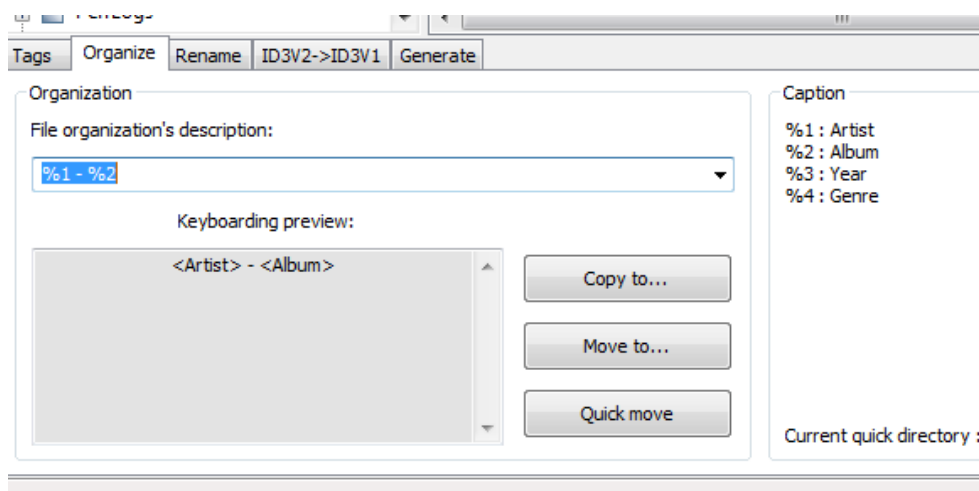 PerfLogs
Tags Organize Rename ID3V2->ID3V1 Generate
Organization
File organization's description:
%1 - %2
Keyboarding preview:
<Artist> - <Album>
Copy to...
Move to...
Quick move
Caption
%1 : Artist
%2 : Album
%3 : Year
%4 : Genre
Current quick directory :